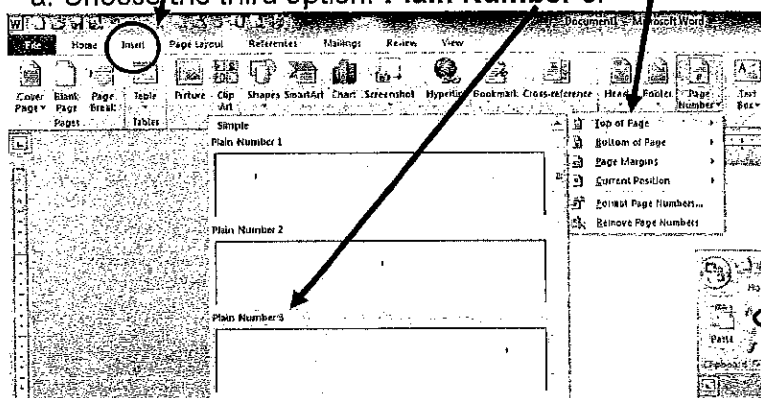 a. Choose the third option: Plain Number 3.
Document1 - Microsoft Word
File Home Insert Page Layout References Mailings Review View
Cover Page Blank Page Page Break Table Picture Clip Art Shapes SmartArt Chart Screenshot Hyperlink Bookmark Cross-reference Header Footer Page Number Text Box
Pages Tables
Simple
Plain Number 1
Plain Number 2
Plain Number 3
Top of Page
Bottom of Page
Page Margins
Current Position
Format Page Numbers...
Remove Page Numbers
Paste
Clipboard